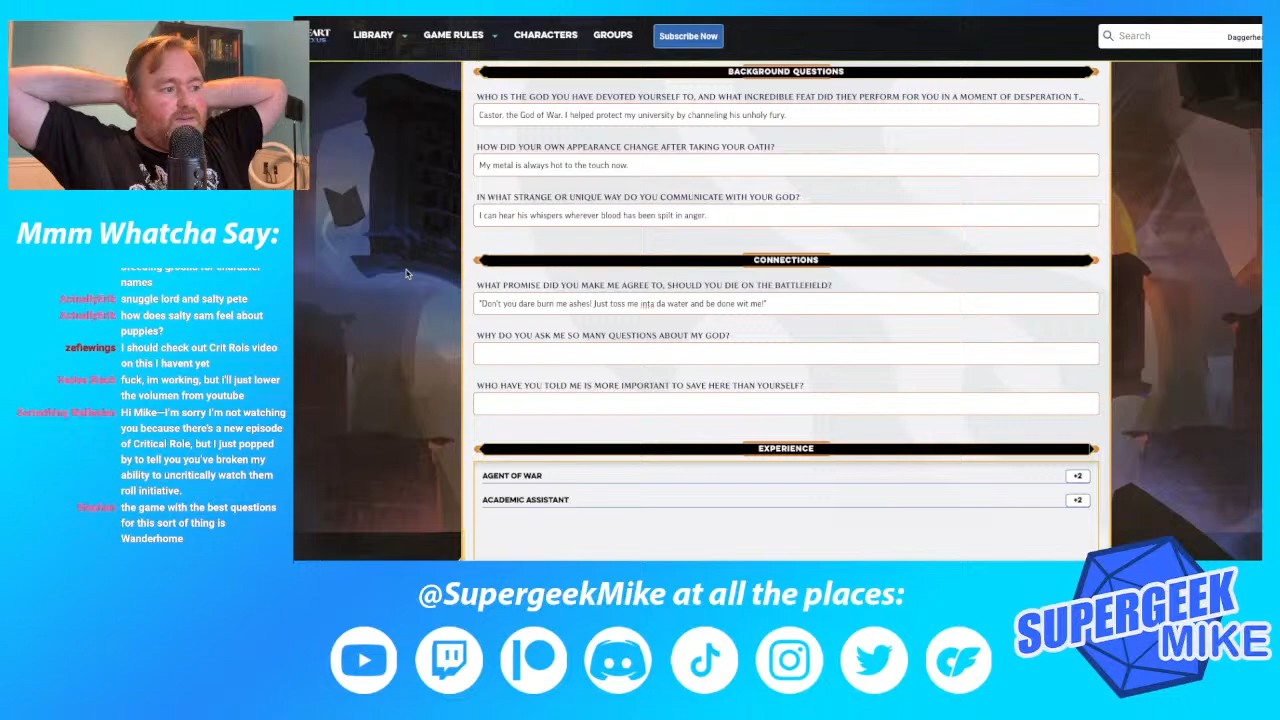 ART
LIBRARY
GAME RULES
CHARACTERS
GROUPS
Subscribe Now
Search
BACKGROUND QUESTIONS
WHO IS THE GOD YOU HAVE DEVOTED YOURSELF TO, AND WHAT INCREDIBLE FEAT DID THEY PERFORM FOR YOU IN A MOMENT OF DESPERATION T...
Castor, the God of War. I helped protect my university by channeling his unholy fury.
HOW DID YOUR OWN APPEARANCE CHANGE AFTER TAKING YOUR OATH?
My metal is always hot to the touch now.
IN WHAT STRANGE OR UNIQUE WAY DO YOU COMMUNICATE WITH YOUR GOD?
I can hear his whispers wherever blood has been spilt in anger.
CONNECTIONS
WHAT PROMISE DID YOU MAKE ME AGREE TO, SHOULD YOU DIE ON THE BATTLEFIELD?
"Don't you dare burn me ashes! Just toss me inta da water and be done wit me!"
WHY DO YOU ASK ME SO MANY QUESTIONS ABOUT MY GOD?
WHO HAVE YOU TOLD ME IS MORE IMPORTANT TO SAVE HERE THAN YOURSELF?
EXPERIENCE
AGENT OF WAR +2
ACADEMIC ASSISTANT +2
Mmm Whatcha Say:
names
snuggle lord and salty pete
how does salty sam feel about
puppies?
zefiewings I should check out Crit Rols video
on this I havent yet
fuck, im working, but i'll just lower
the volumen from youtube
Hi Mike—I'm sorry I'm not watching
you because there's a new episode
of Critical Role, but I just popped
by to tell you you've broken my
ability to uncritically watch them
roll initiative.
the game with the best questions
for this sort of thing is
Wanderhome
@SupergeekMike at all the places:
SUPERGEEK
MIKE